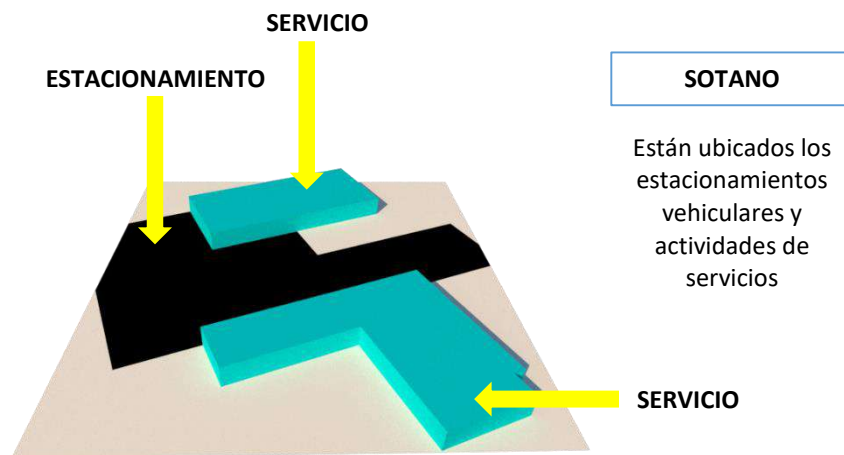 SERVICIO
ESTACIONAMIENTO
SOTANO
Están ubicados los
estacionamientos
vehiculares y
actividades de
servicios
SERVICIO